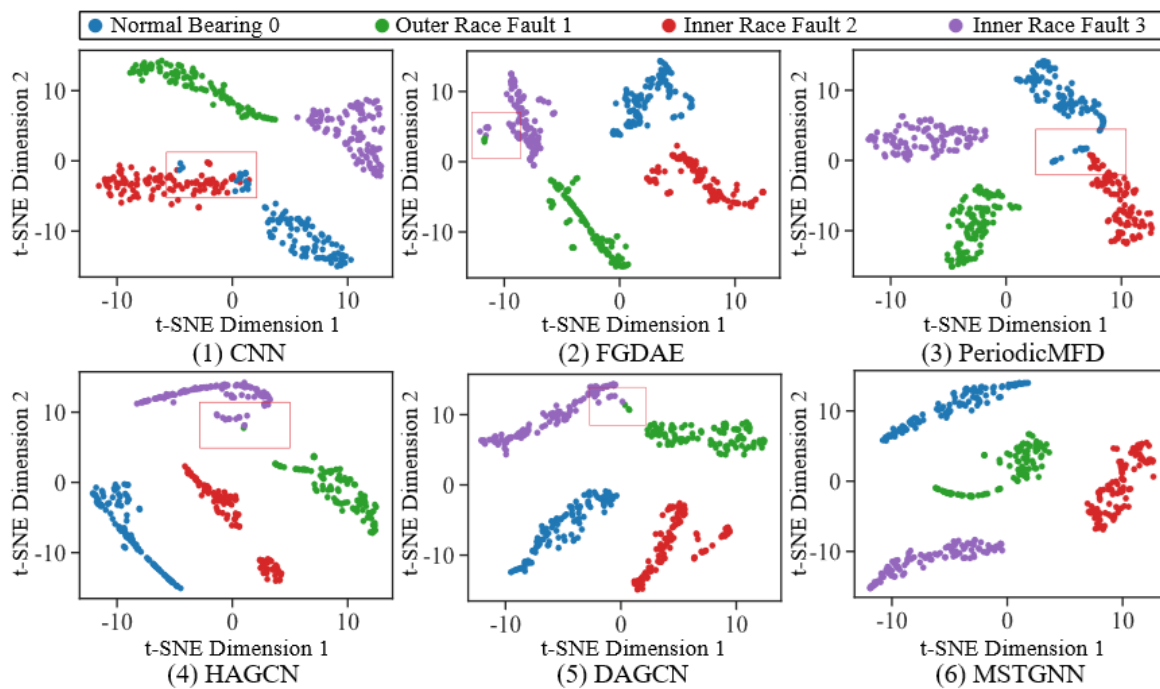 Normal Bearing 0 Outer Race Fault 1 Inner Race Fault 2 Inner Race Fault 3
t-SNE Dimension 2
10
0
-10
-10 0 10
t-SNE Dimension 1
(1) CNN
t-SNE Dimension 2
10
0
-10
-10 0 10
t-SNE Dimension 1
(2) FGDAE
t-SNE Dimension 2
10
0
-10
-10 0 10
t-SNE Dimension 1
(3) PeriodicMFD
t-SNE Dimension 2
10
0
-10
-10 0 10
t-SNE Dimension 1
(4) HAGCN
t-SNE Dimension 2
10
0
-10
-10 0 10
t-SNE Dimension 1
(5) DAGCN
t-SNE Dimension 2
10
0
-10
-10 0 10
t-SNE Dimension 1
(6) MSTGNN